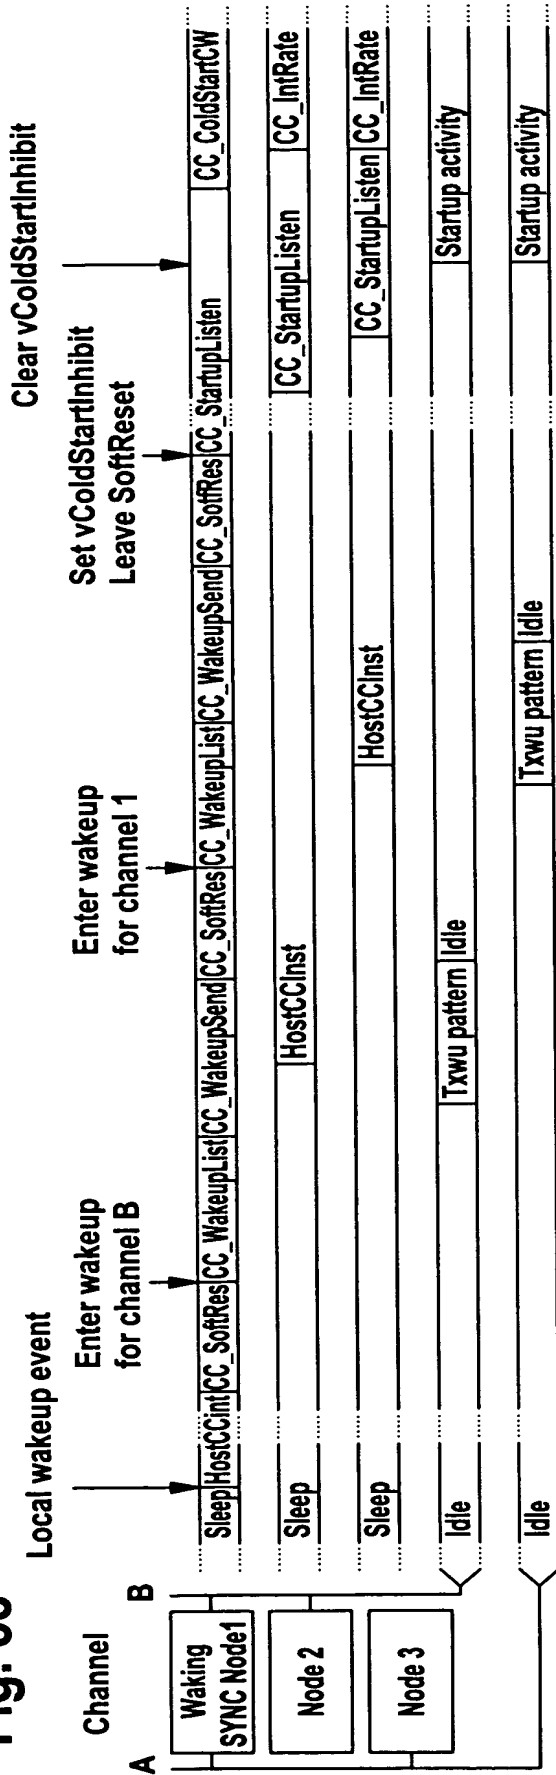 Channel
A
B
Local wakeup event
Enter wakeup
for channel B
Enter wakeup
for channel 1
Set vColdStartInhibit
Leave SoftReset
Clear vColdStartInhibit
Waking
SYNC Node1
Sleep HostCCint CC_SoftRes CC_WakeupList CC_WakeupSend CC_SoftRes CC_WakeupList CC_WakeupSend CC_SoftRes CC_StartupListen CC_ColdStartCW
Node 2
Sleep HostCCInst CC_StartupListen CC_IntRate
Node 3
Sleep HostCCInst CC_StartupListen CC_IntRate
Idle Txwu pattern Idle Startup activity
Idle Txwu pattern Idle Startup activity